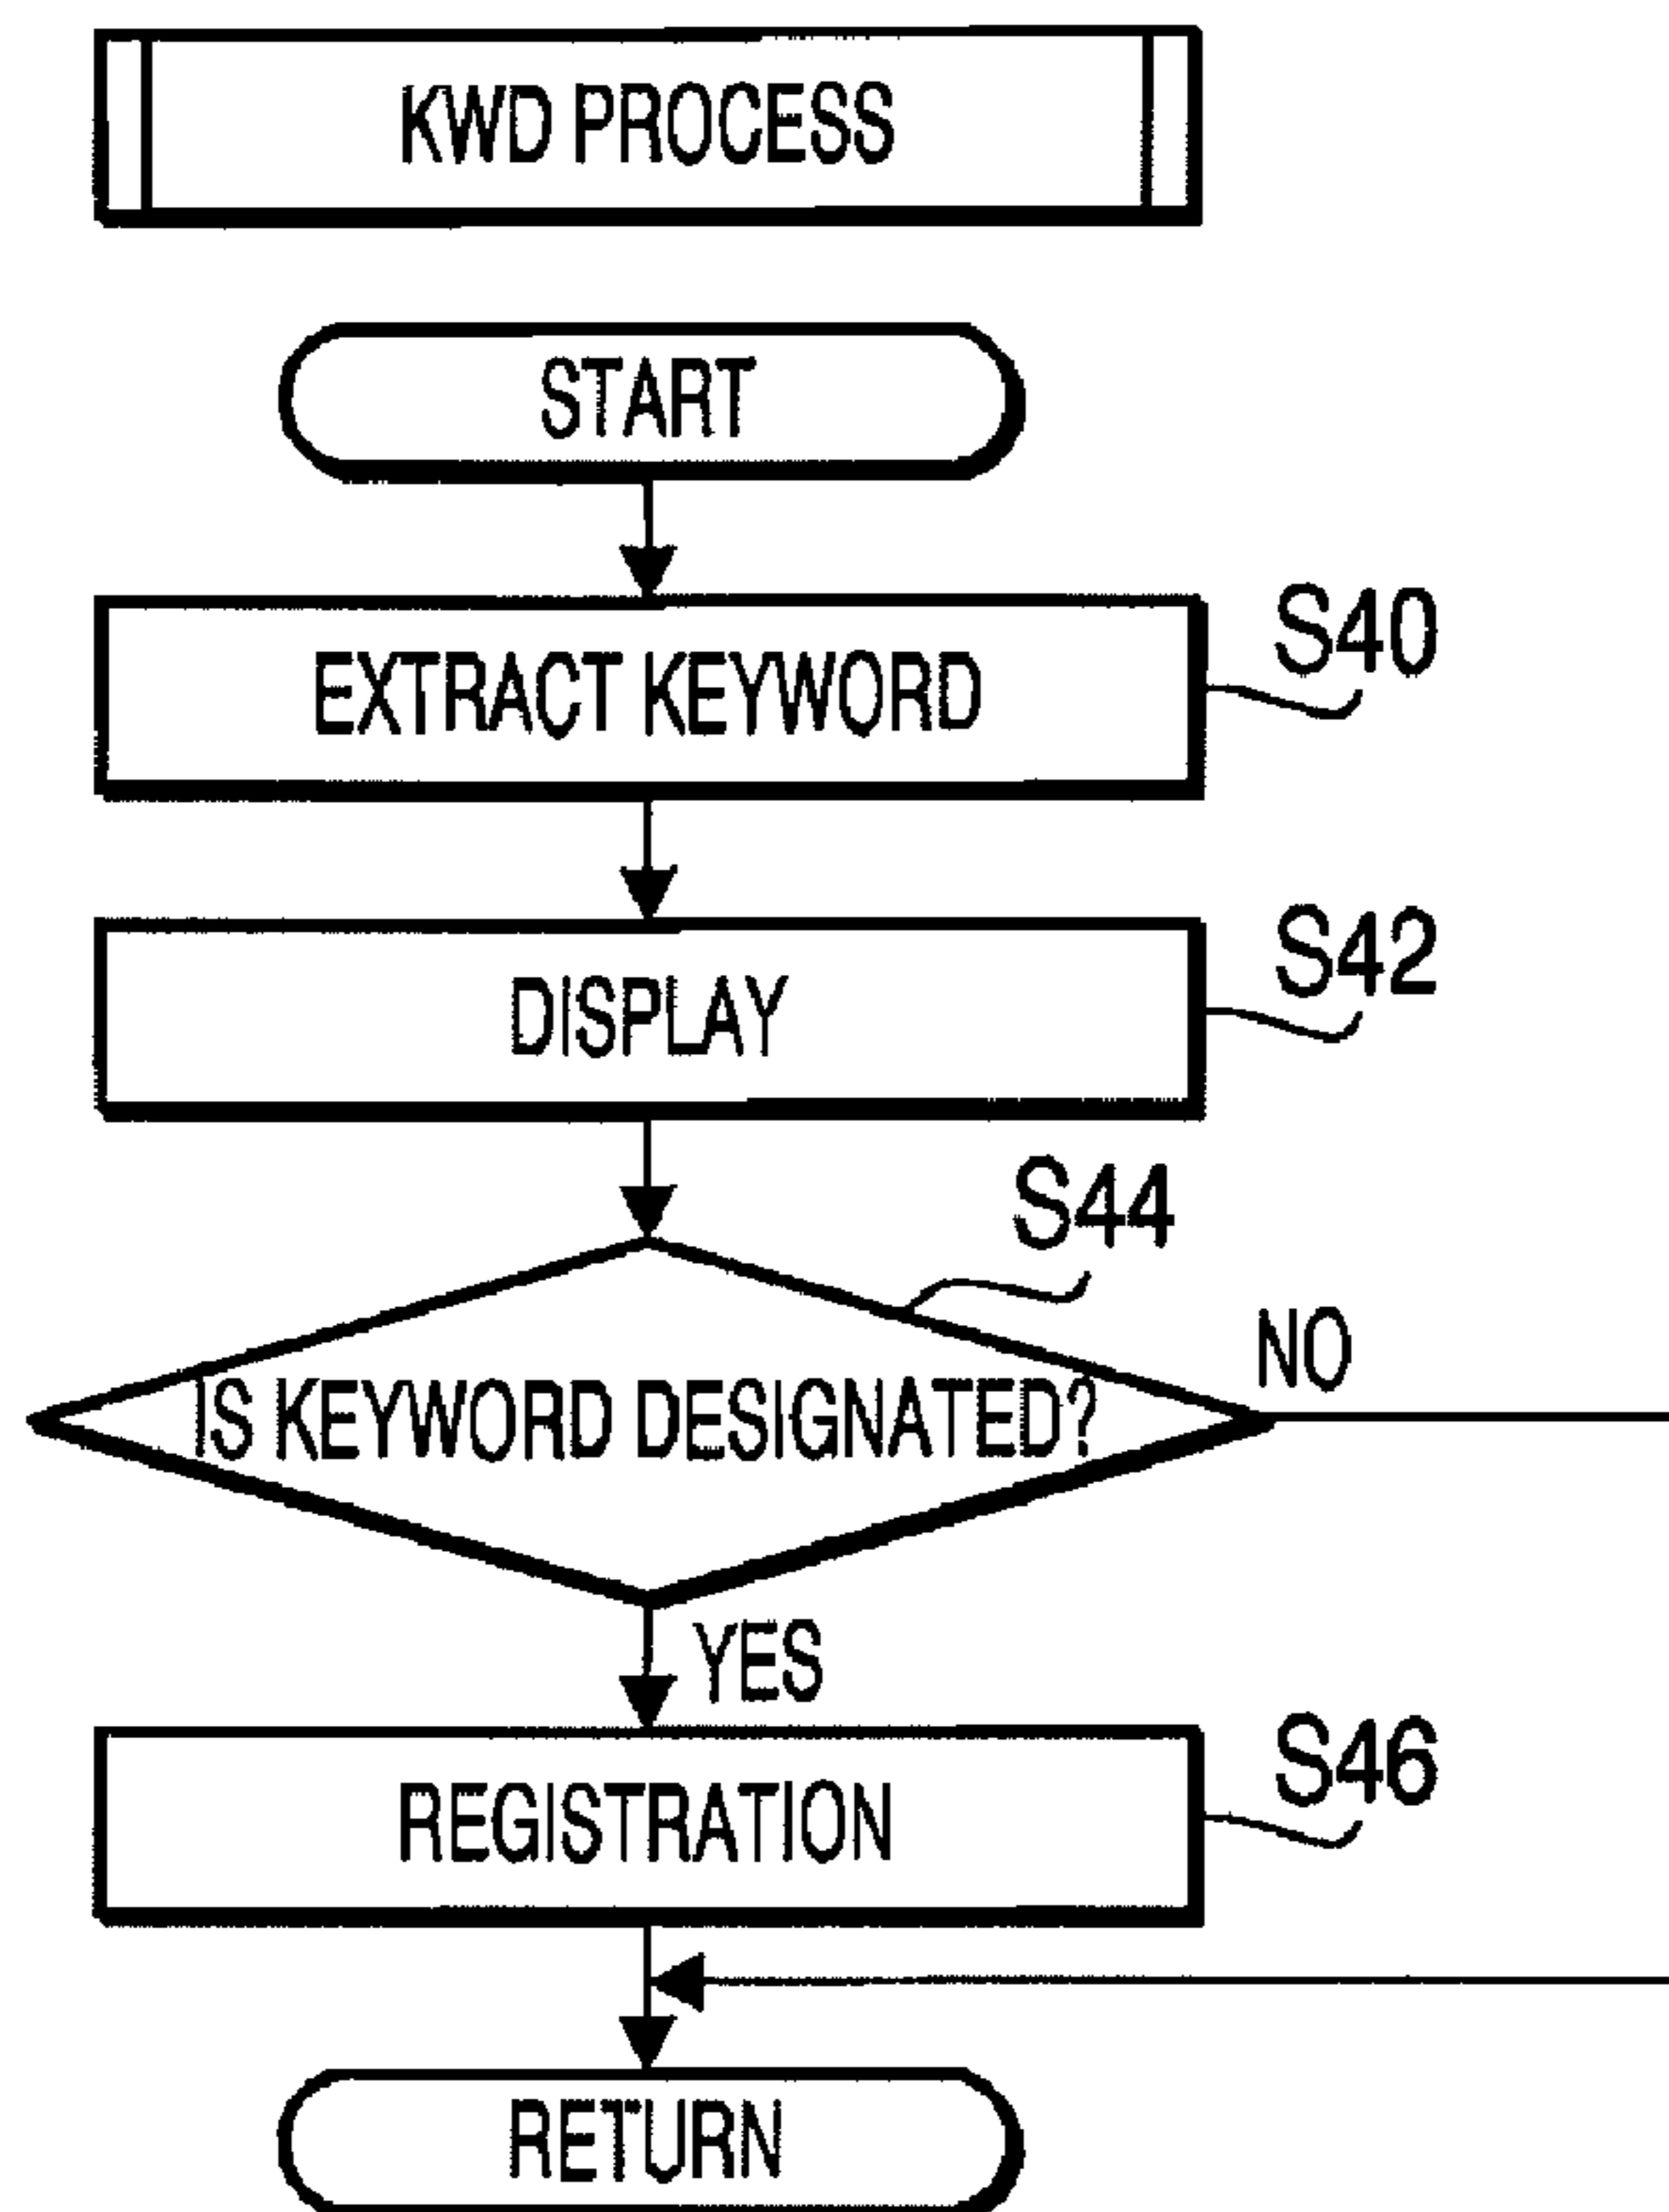 KWD PROCESS
START
EXTRACT KEYWORD
S40
DISPLAY
S42
S44
IS KEYWORD DESIGNATED?
NO
YES
REGISTRATION
S46
RETURN